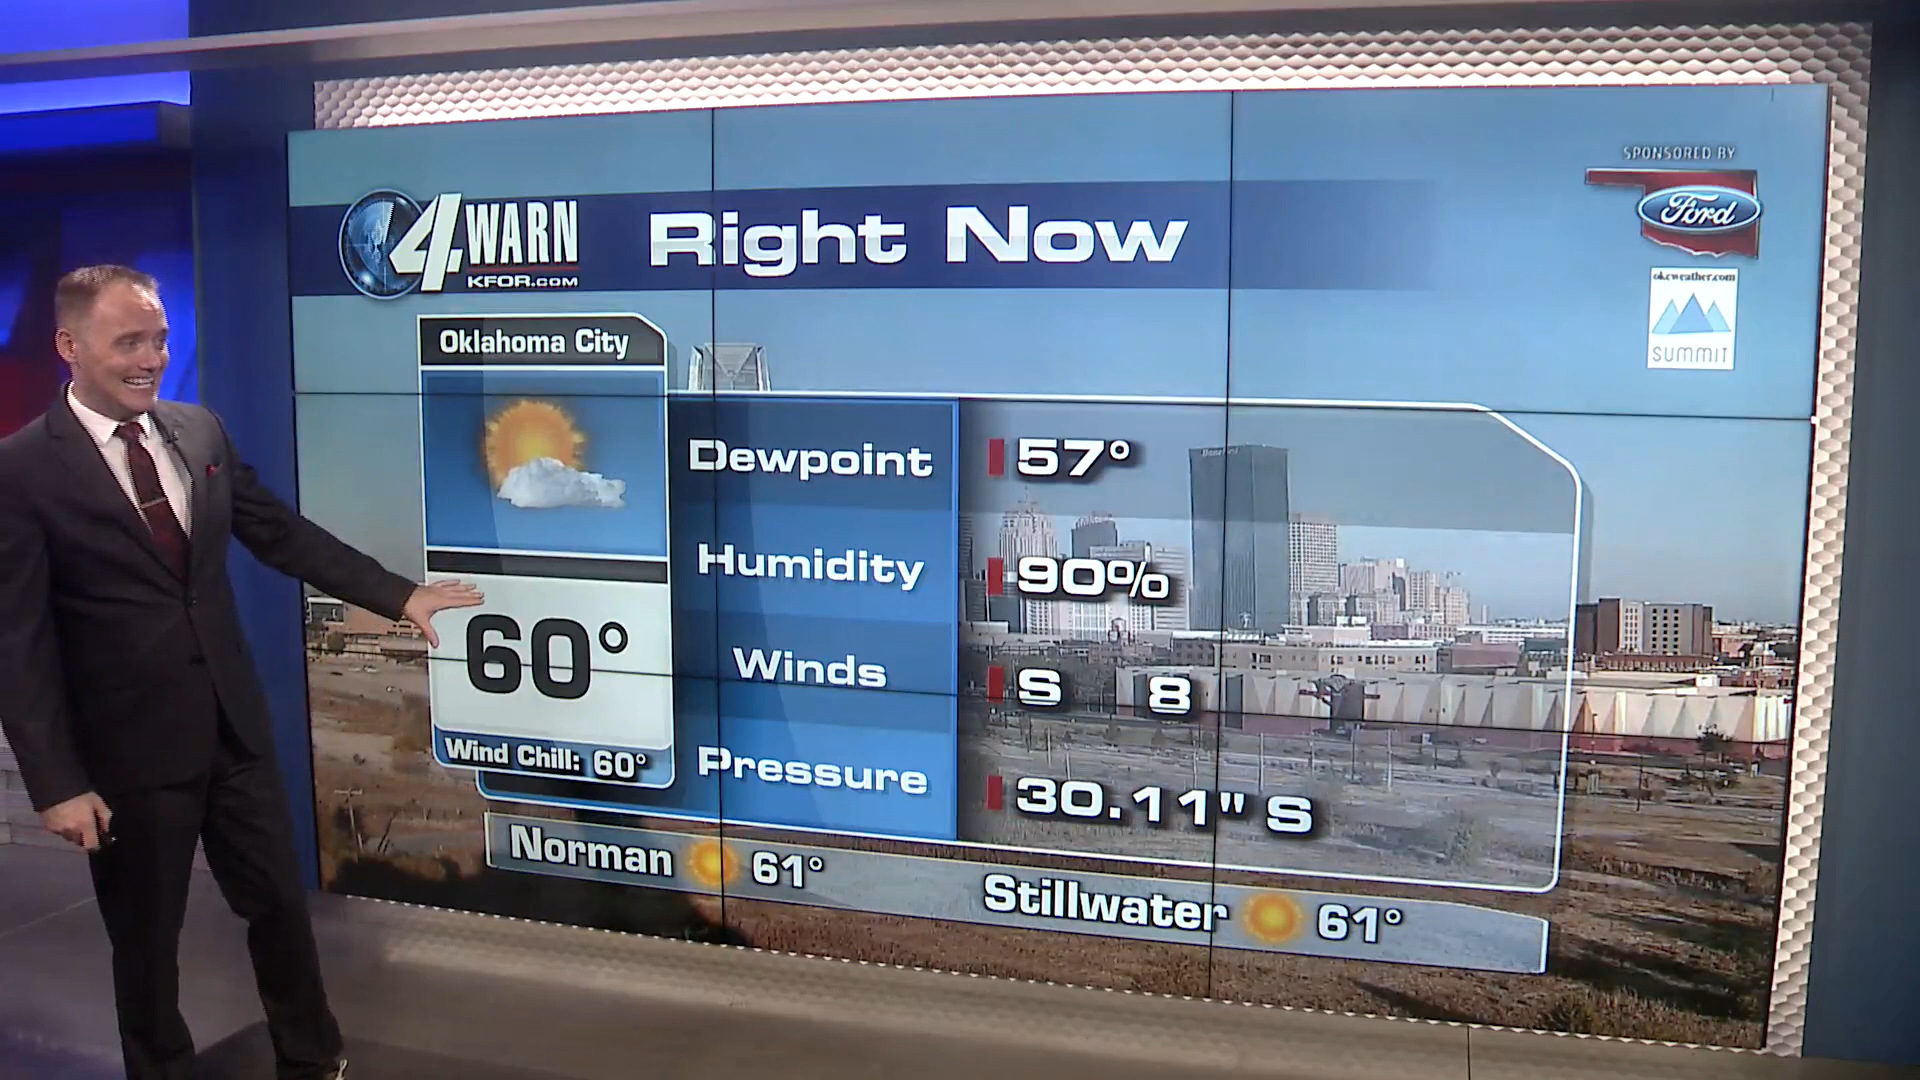 SPONSORED BY
Ford
4WARN
KFOR.COM
Right Now
okcweather.com
SUMMIT
Oklahoma City
60°
Wind Chill: 60°
Dewpoint 57°
Humidity 90%
Winds S 8
Pressure 30.11" S
Norman 61°
Stillwater 61°